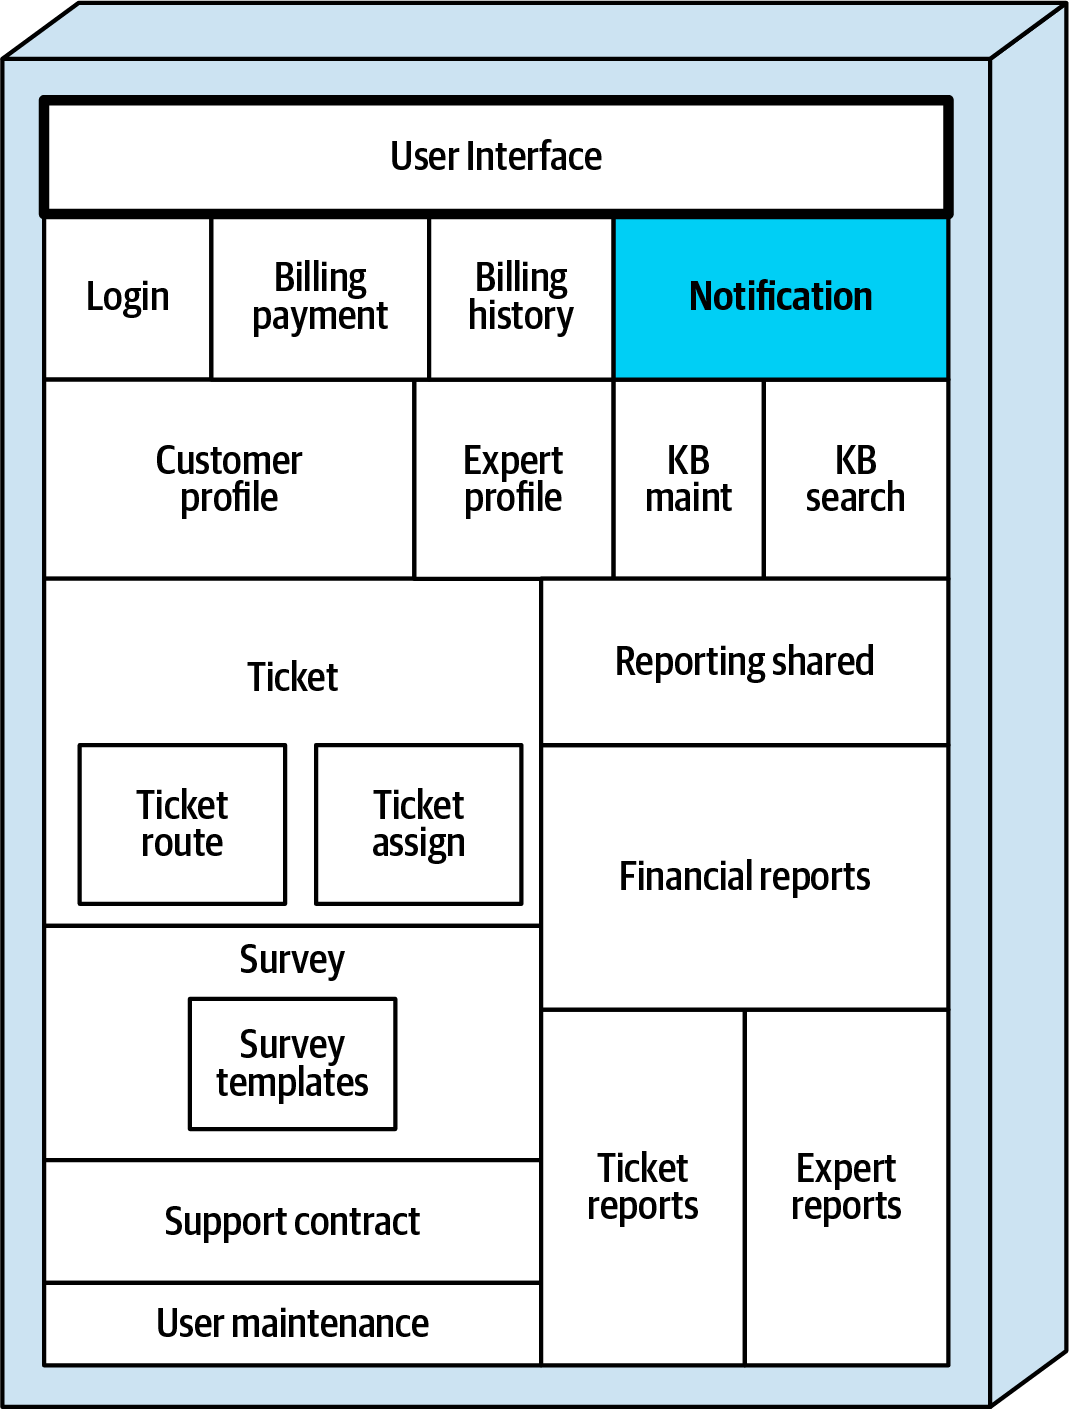 User Interface
Login
Billing
payment
Billing
history
Notification
Customer
profile
Expert
profile
KB
maint
KB
search
Ticket
Ticket
route
Ticket
assign
Reporting shared
Financial reports
Survey
Survey
templates
Support contract
User maintenance
Ticket
reports
Expert
reports